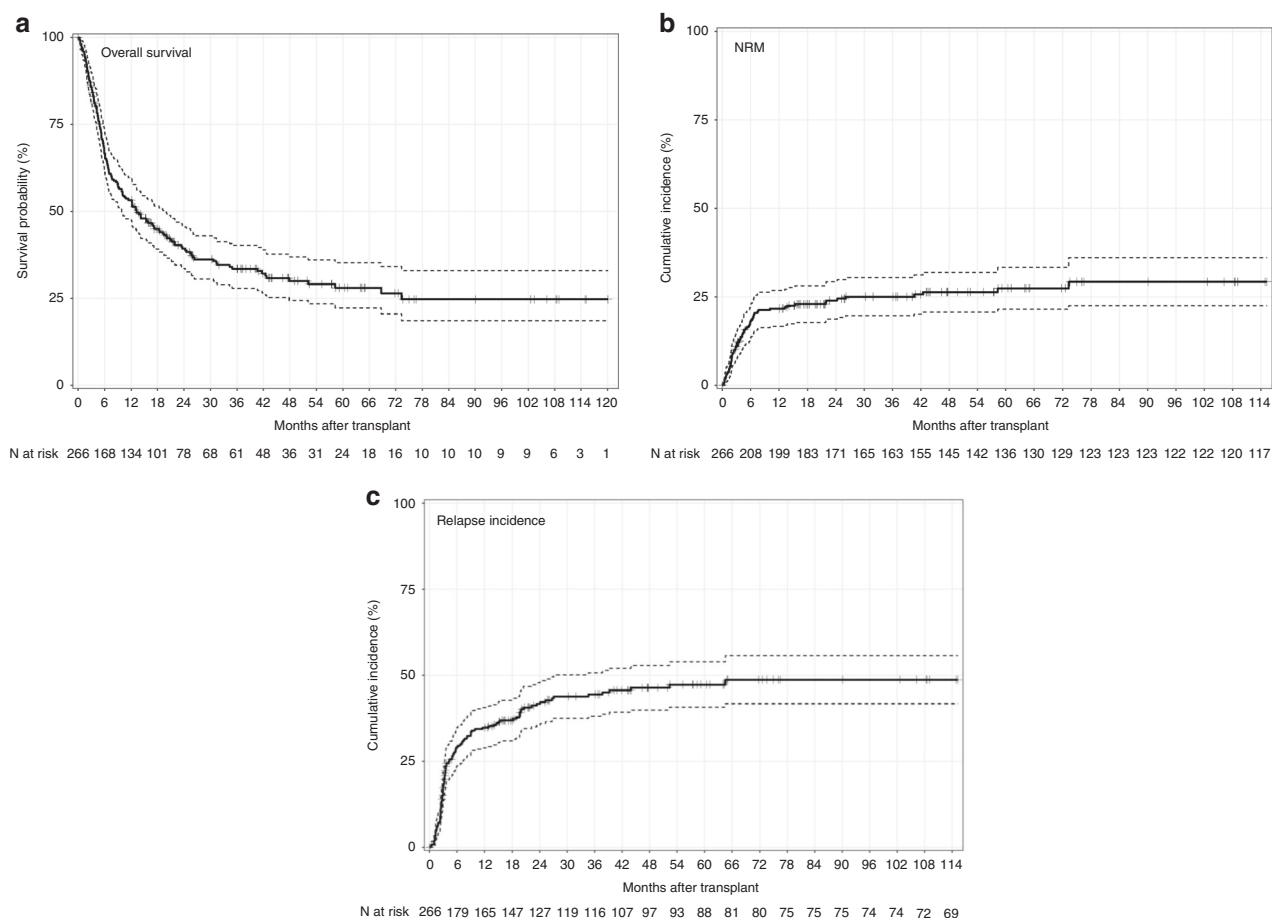 a
Overall survival
100
75
50
25
0
Survival probability (%)
0 6 12 18 24 30 36 42 48 54 60 66 72 78 84 90 96 102 108 114 120
Months after transplant
N at risk 266 168 134 101 78 68 61 48 36 31 24 18 16 10 10 10 9 9 6 3 1
b
NRM
100
75
50
25
0
Cumulative incidence (%)
0 6 12 18 24 30 36 42 48 54 60 66 72 78 84 90 96 102 108 114
Months after transplant
N at risk 266 208 199 183 171 165 163 155 145 142 136 130 129 123 123 123 122 122 120 117
c
Relapse incidence
100
75
50
25
0
Cumulative incidence (%)
0 6 12 18 24 30 36 42 48 54 60 66 72 78 84 90 96 102 108 114
Months after transplant
N at risk 266 179 165 147 127 119 116 107 97 93 88 81 80 75 75 75 74 74 72 69